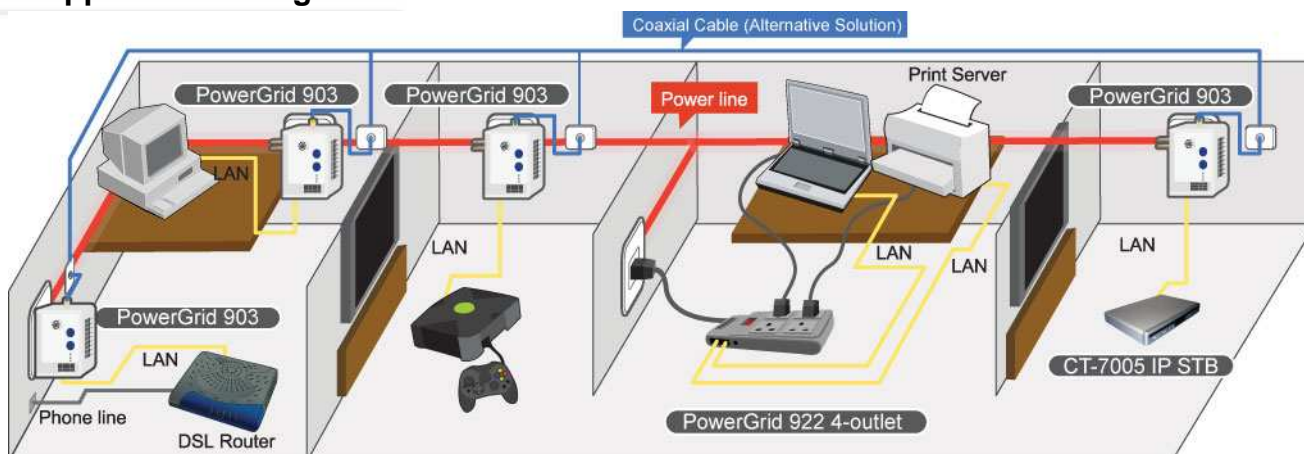 Coaxial Cable (Alternative Solution)
PowerGrid 903
PowerGrid 903
Power line
Print Server
PowerGrid 903
LAN
LAN
LAN
LAN
LAN
PowerGrid 903
LAN
CT-7005 IP STB
Phone line
DSL Router
PowerGrid 922 4-outlet